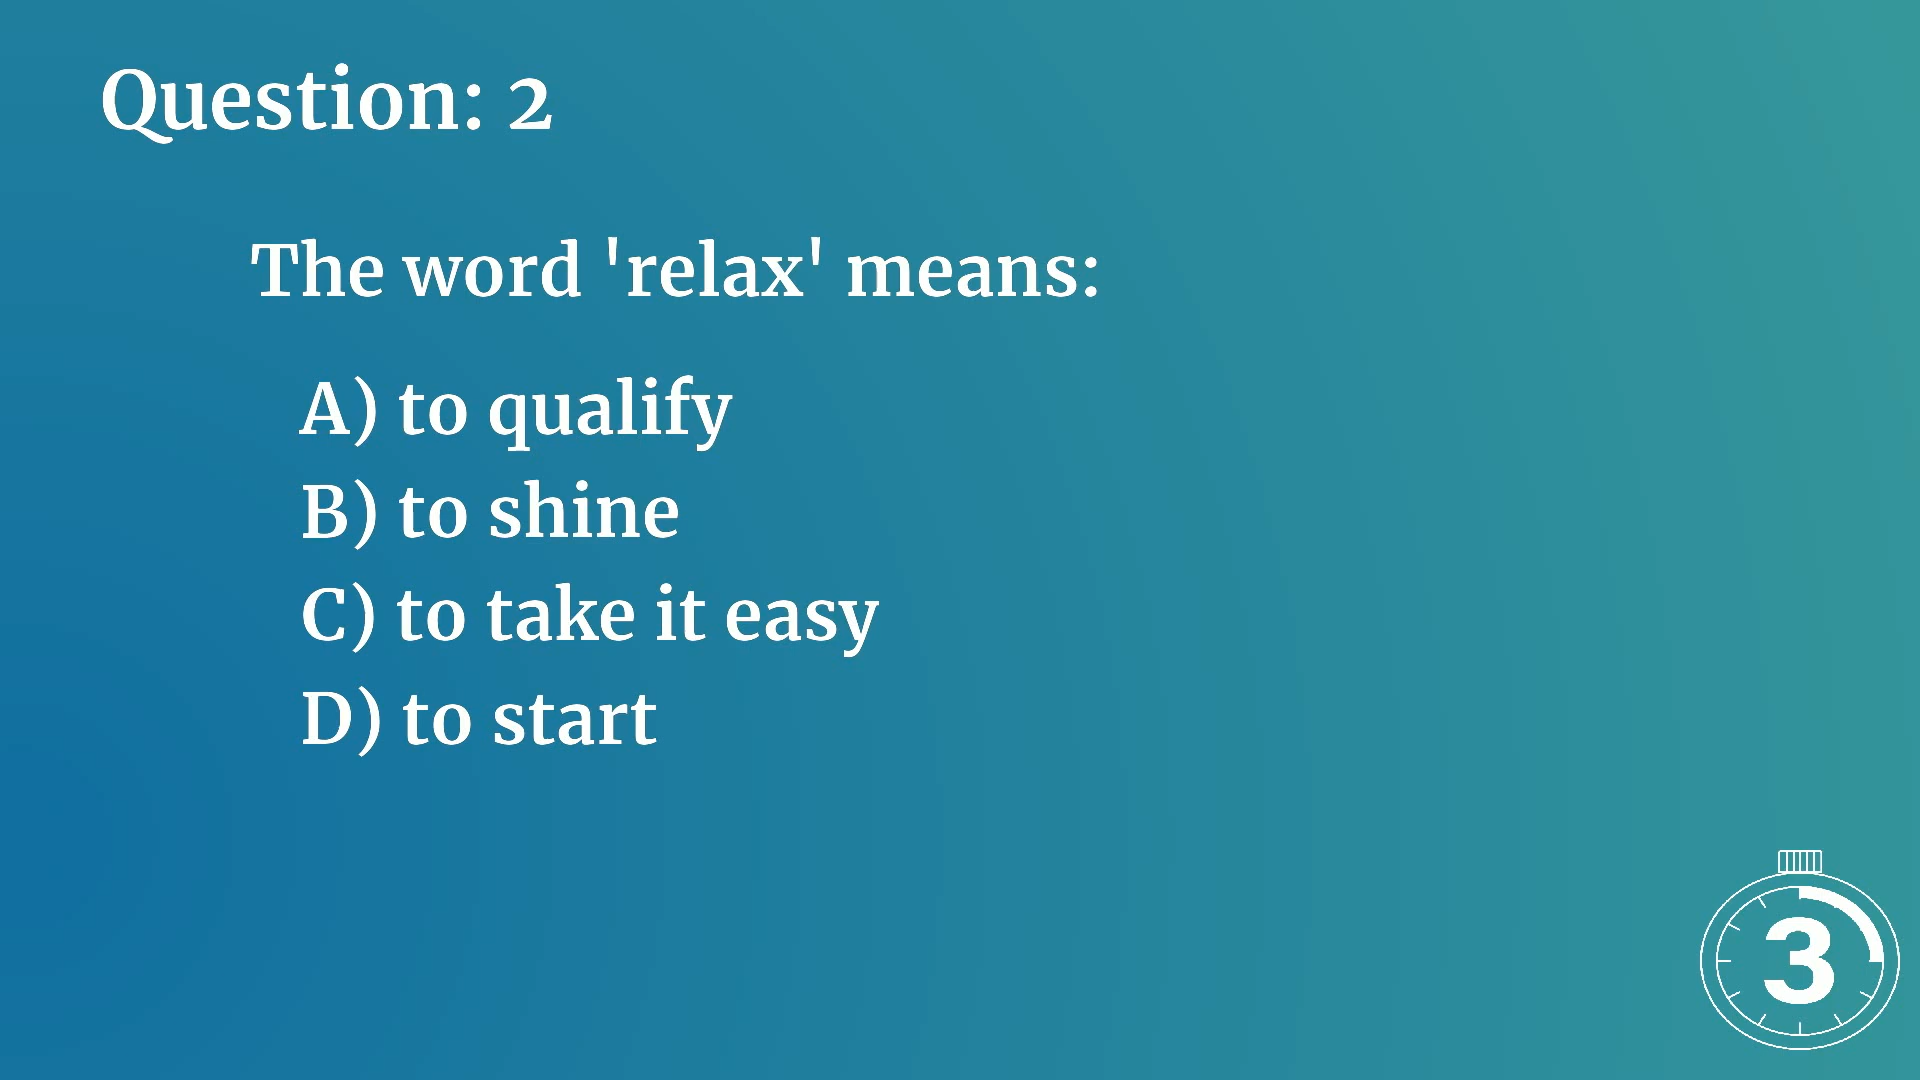 Question: 2
The word 'relax' means:
A) to qualify
B) to shine
C) to take it easy
D) to start
3